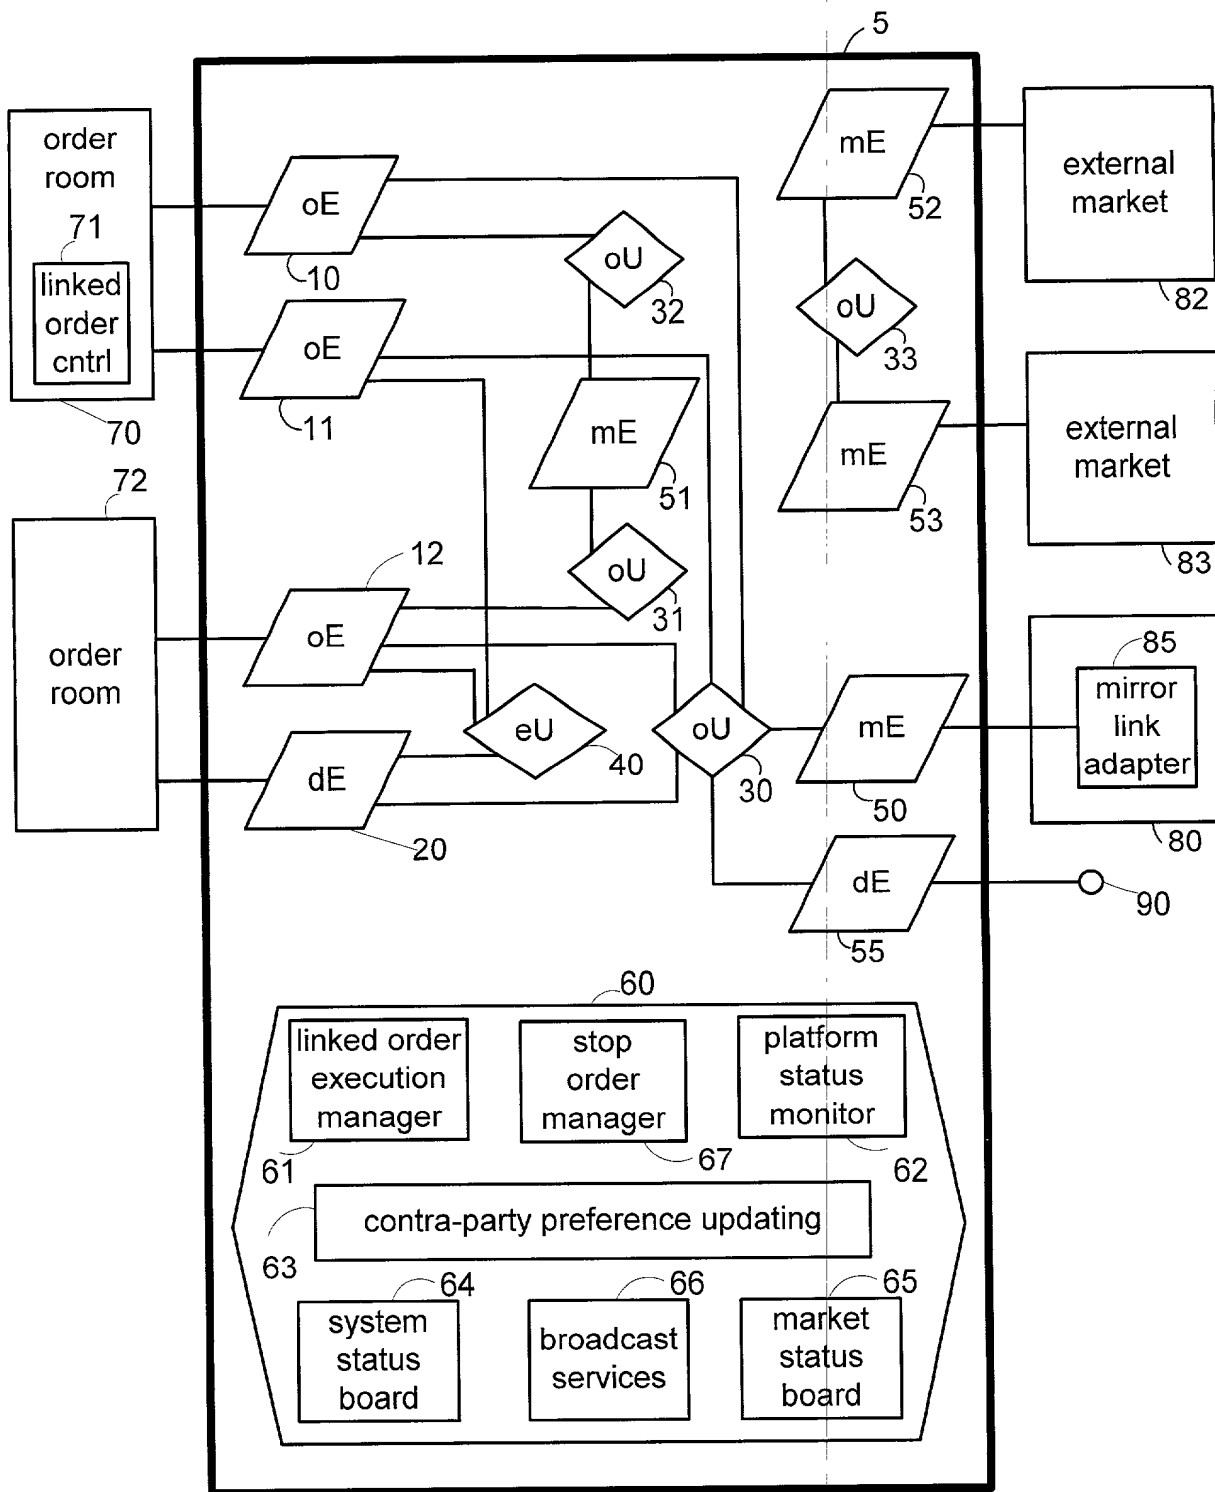 5
order
room
71
linked
order
cntrl
70
oE
10
oE
11
oU
32
mE
51
oU
31
mE
52
oU
33
mE
53
external
market
82
external
market
83
72
order
room
12
oE
dE
20
eU
40
oU
30
mE
50
85
mirror
link
adapter
80
dE
55
90
60
linked order
execution
manager
61
stop
order
manager
67
platform
status
monitor
62
contra-party preference updating
63
64
system
status
board
66
broadcast
services
65
market
status
board